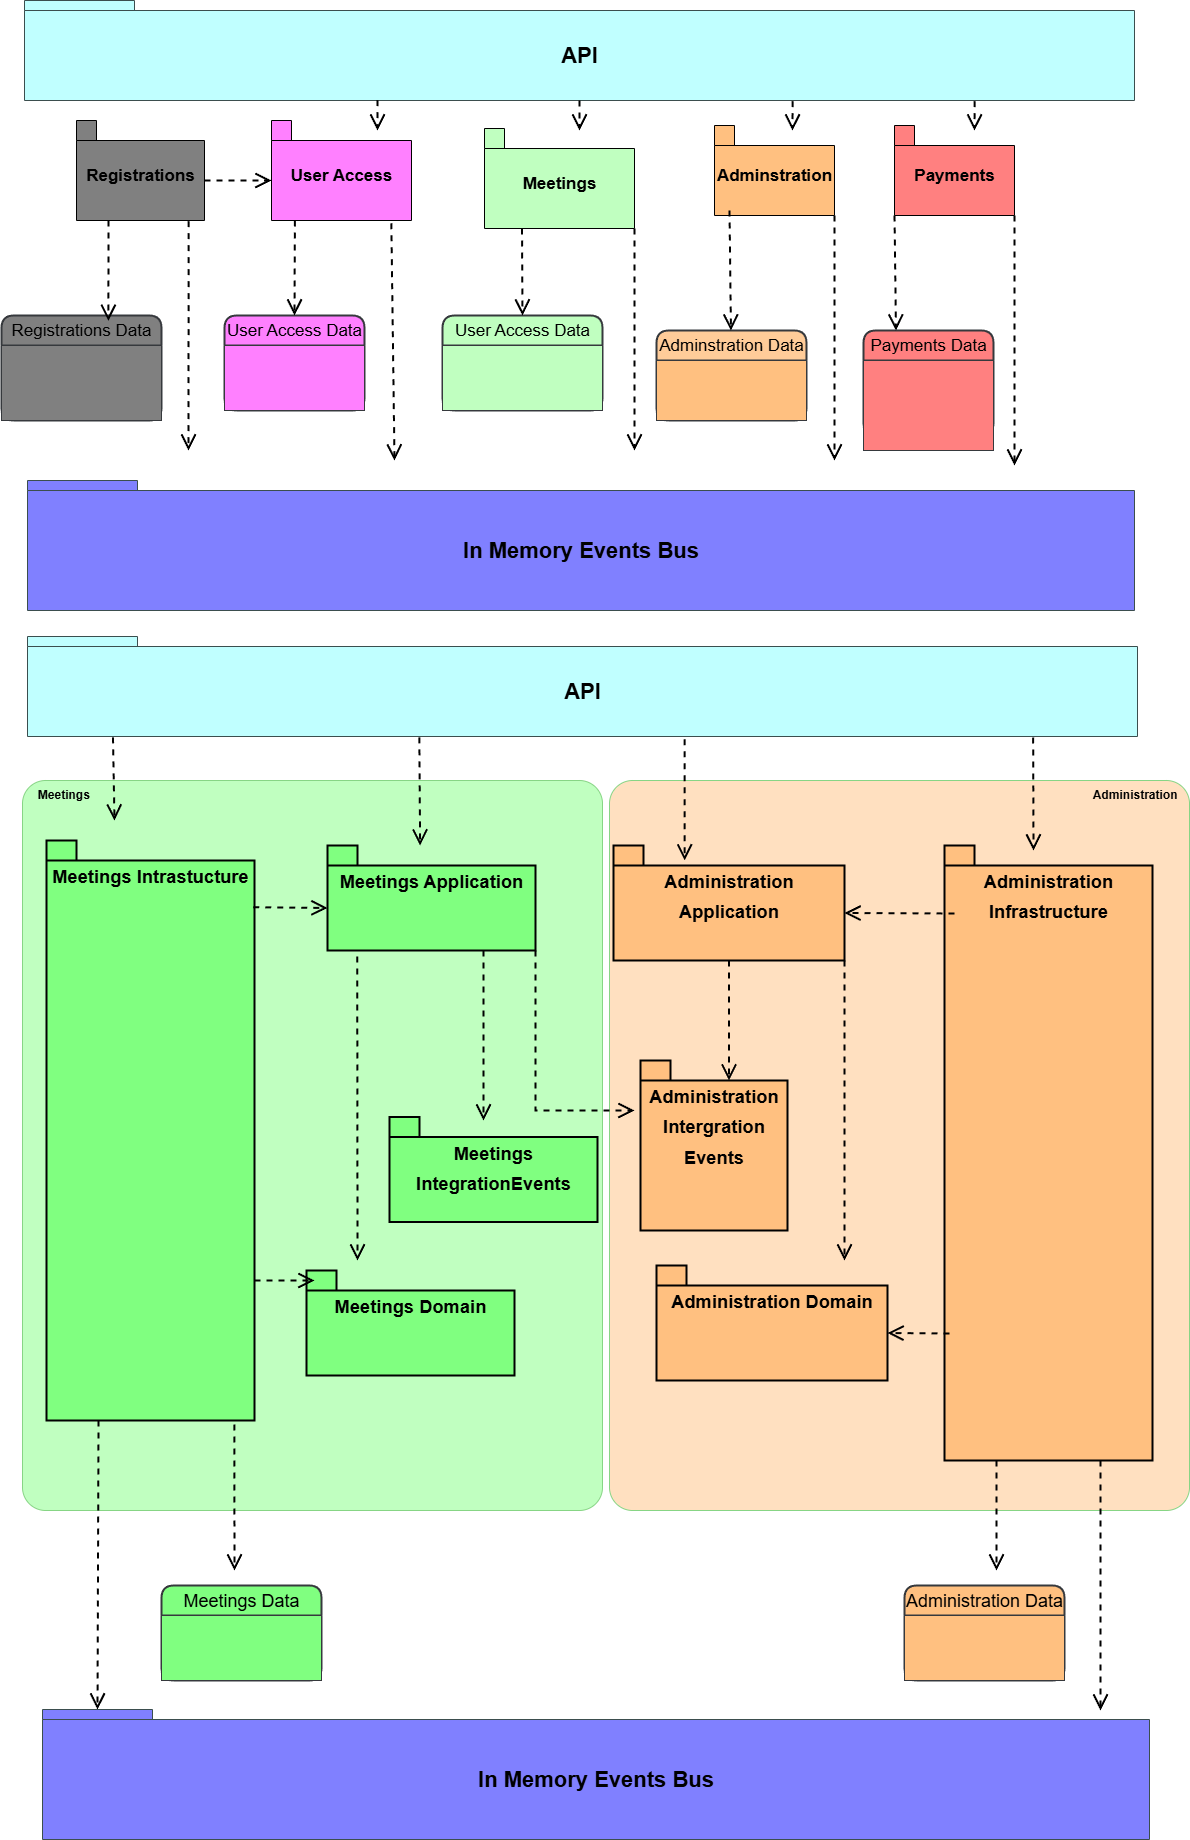 API
Registrations
User Access
Meetings
Adminstration
Payments
Registrations Data
User Access Data
User Access Data
Adminstration Data
Payments Data
In Memory Events Bus
API
Meetings
Administration
Meetings Intrastucture
Meetings Application
Administration
Application
Administration
Infrastructure
Administration
Intergration
Events
Meetings
IntegrationEvents
Meetings Domain
Administration Domain
Meetings Data
Administration Data
In Memory Events Bus